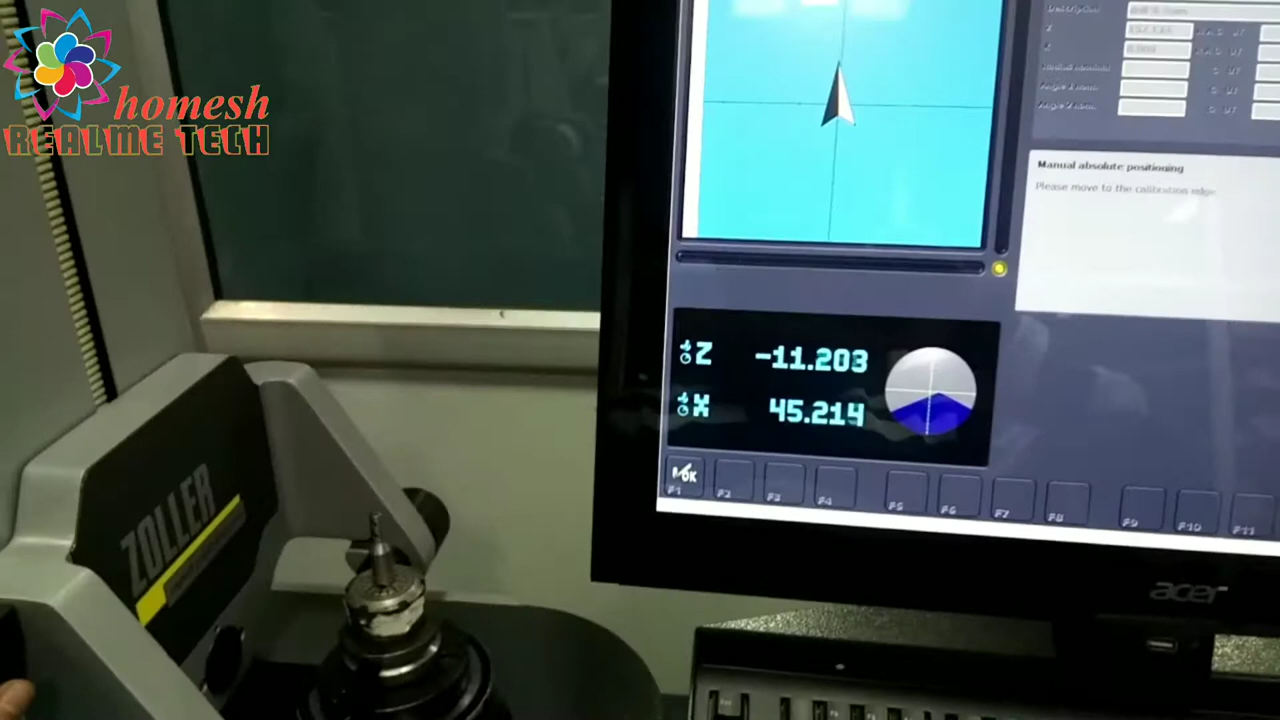 homesh
REALME TECH
Description
Z
X
Manual absolute positioning
Please move to the calibration edge
Z -11.203
X 45.214
OK
F1 F2 F3 F4 F5 F6 F7 F8 F9 F10 F11
ZOLLER
acer